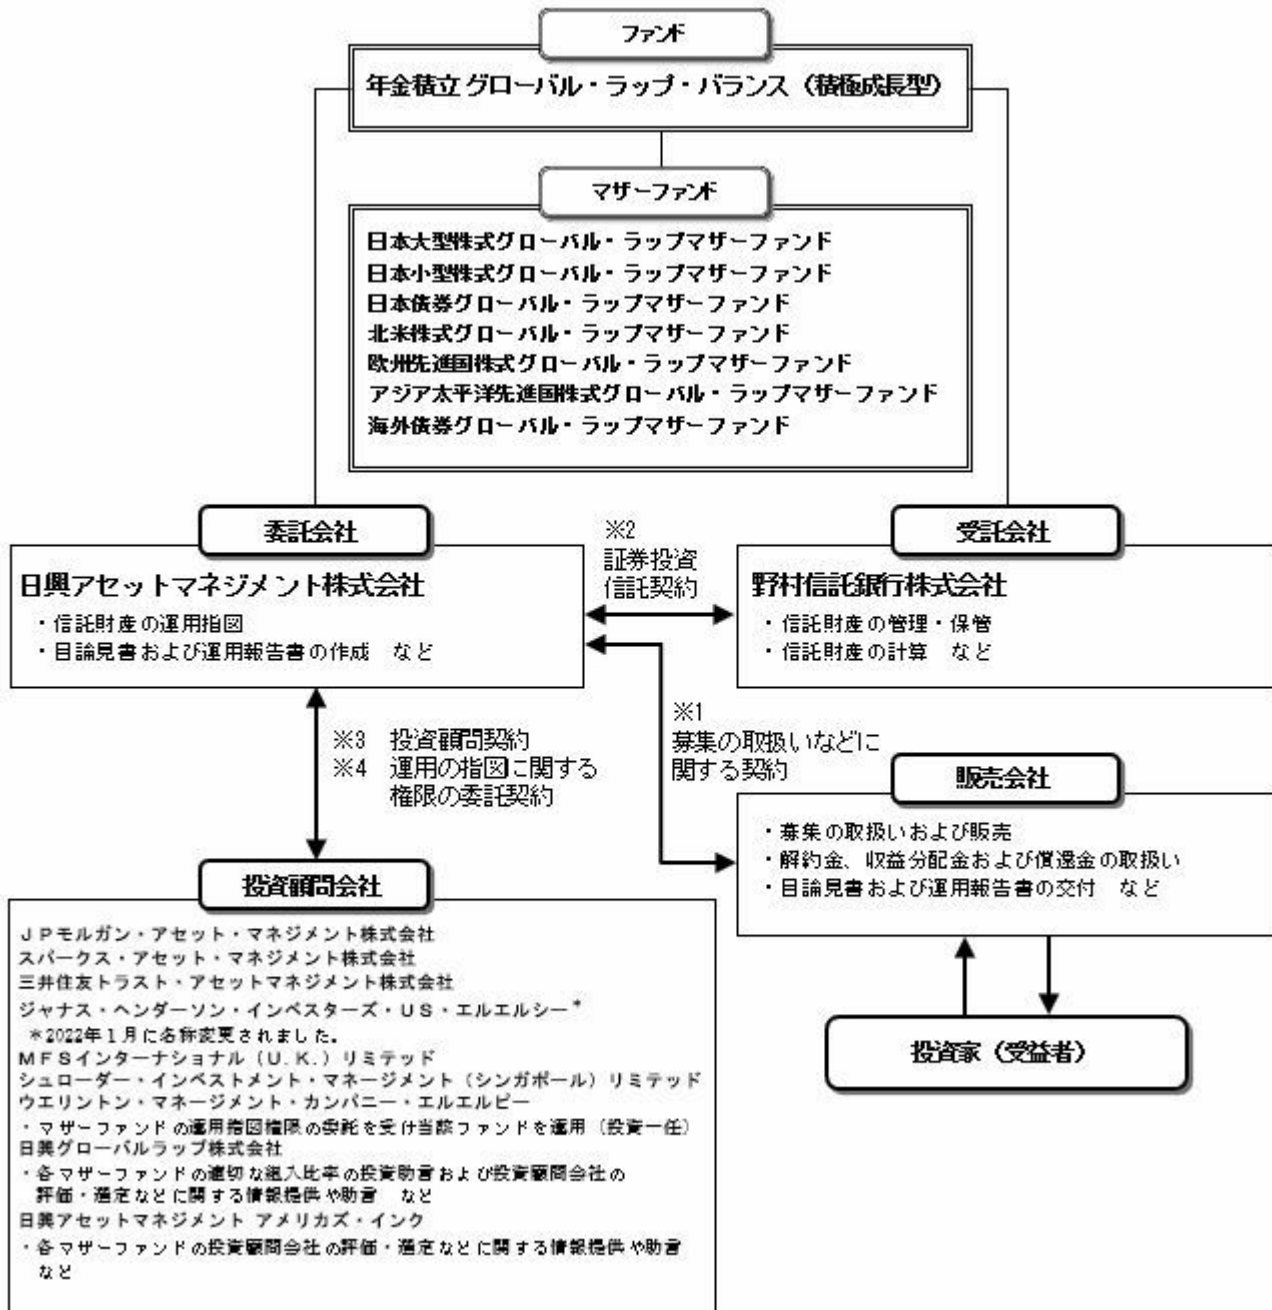 ファンド
年金積立 グローバル・ラップ・バランス（積極成長型）
マザーファンド
日本大型株式グローバル・ラップマザーファンド
日本小型株式グローバル・ラップマザーファンド
日本債券グローバル・ラップマザーファンド
北米株式グローバル・ラップマザーファンド
欧州先進国株式グローバル・ラップマザーファンド
アジア太平洋先進国株式グローバル・ラップマザーファンド
海外債券グローバル・ラップマザーファンド
委託会社
日興アセットマネジメント株式会社
・信託財産の運用指図
・目論見書および運用報告書の作成　など
※2
証券投資
信託契約
受託会社
野村信託銀行株式会社
・信託財産の管理・保管
・信託財産の計算　など
※3　投資顧問契約
※4　運用の指図に関する
権限の委託契約
※1
募集の取扱いなどに
関する契約
販売会社
・募集の取扱いおよび販売
・解約金、収益分配金および償還金の取扱い
・目論見書および運用報告書の交付　など
投資家（受益者）
投資顧問会社
ＪＰモルガン・アセット・マネジメント株式会社
スパークス・アセット・マネジメント株式会社
三井住友トラスト・アセットマネジメント株式会社
ジャナス・ヘンダーソン・インベスターズ・ＵＳ・エルエルシー*
＊2022年１月に名称変更されました。
ＭＦＳインターナショナル（Ｕ.Ｋ.）リミテッド
シュローダー・インベストメント・マネージメント（シンガポール）リミテッド
ウエリントン・マネージメント・カンパニー・エルエルピー
・マザーファンドの運用指図権限の委託を受け当該ファンドを運用（投資一任）
日興グローバルラップ株式会社
・各マザーファンドの適切な組入比率の投資助言および投資顧問会社の
評価・選定などに関する情報提供や助言　など
日興アセットマネジメント アメリカズ・インク
・各マザーファンドの投資顧問会社の評価・選定などに関する情報提供や助言
など